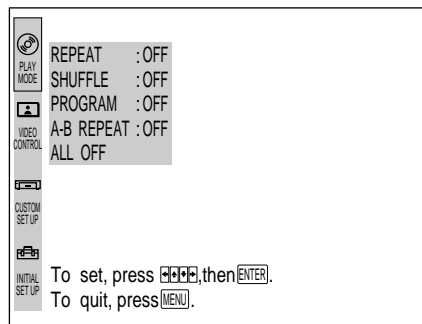 PLAY
MODE
VIDEO
CONTROL
CUSTOM
SET UP
INITIAL
SET UP
REPEAT :OFF
SHUFFLE :OFF
PROGRAM :OFF
A-B REPEAT :OFF
ALL OFF
To set, press ,then ENTER.
To quit, press MENU.